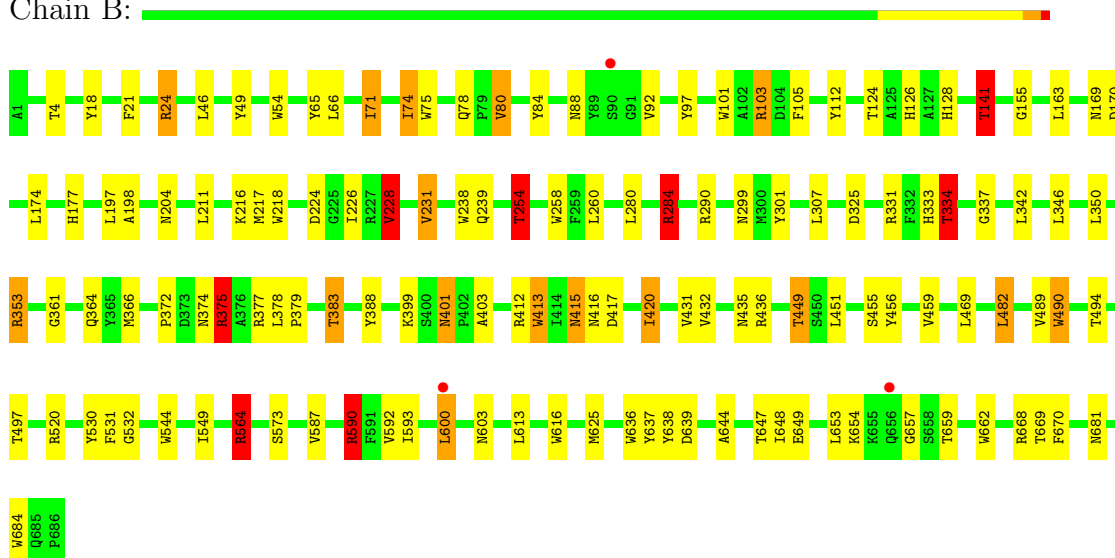 Chain B:
A1 T4 Y18 F21 R24 L46 Y49 W54 Y65 L66 I71 I74 W75 Q78 P79 V80 Y84 N88 Y89 S90 G91 V92 Y97 W101 A102 R103 D104 F105 Y112 T124 A125 H126 A127 H128 T141 G155 L163 N169 D170
L174 H177 L197 A198 N204 L211 K216 M217 W218 D224 G225 I226 R227 V228 V231 W238 Q239 T254 W258 F259 L260 L280 R284 R290 N299 M300 Y301 L307 D325 R331 F332 H333 T334 G337 L342 L346 L350
R353 G361 Q364 Y365 M366 P372 D373 N374 R375 A376 R377 L378 P379 T383 Y388 K399 S400 N401 P402 A403 R412 W413 I414 N415 N416 D417 I420 V431 V432 N435 R436 T449 S450 L451 S455 Y456 V459 L469 L482 V489 W490 T494
T497 R520 Y530 F531 G532 W544 I549 R564 S573 V587 R590 F591 V592 I593 L600 N603 L613 W616 M625 W636 Y637 Y638 D639 A644 T647 I648 E649 L653 K654 K655 Q656 G657 S658 T659 W662 R668 T669 F670 N681
W684 Q685 P686